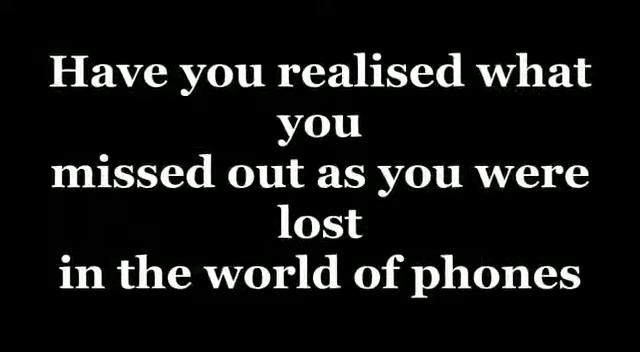 Have you realised what
you
missed out as you were
lost
in the world of phones